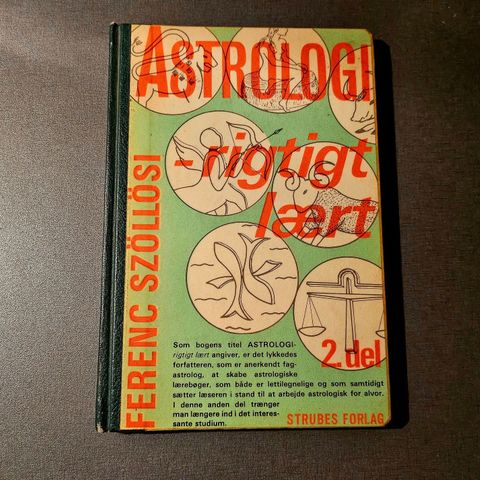 ASTROLOGI
-rigtigt
lært
FERENC SZÖLLÖSI
2. del
Som bogens titel ASTROLOGI-
rigtigt lært angiver, er det lykkedes
forfatteren, som er anerkendt fag-
astrolog, at skabe astrologiske
lærebøger, som både er lettilegnelige og som samtidigt
sætter læseren i stand til at arbejde astrologisk for alvor.
I denne anden del trænger
man længere ind i det interes-
sante studium.
STRUBES FORLAG